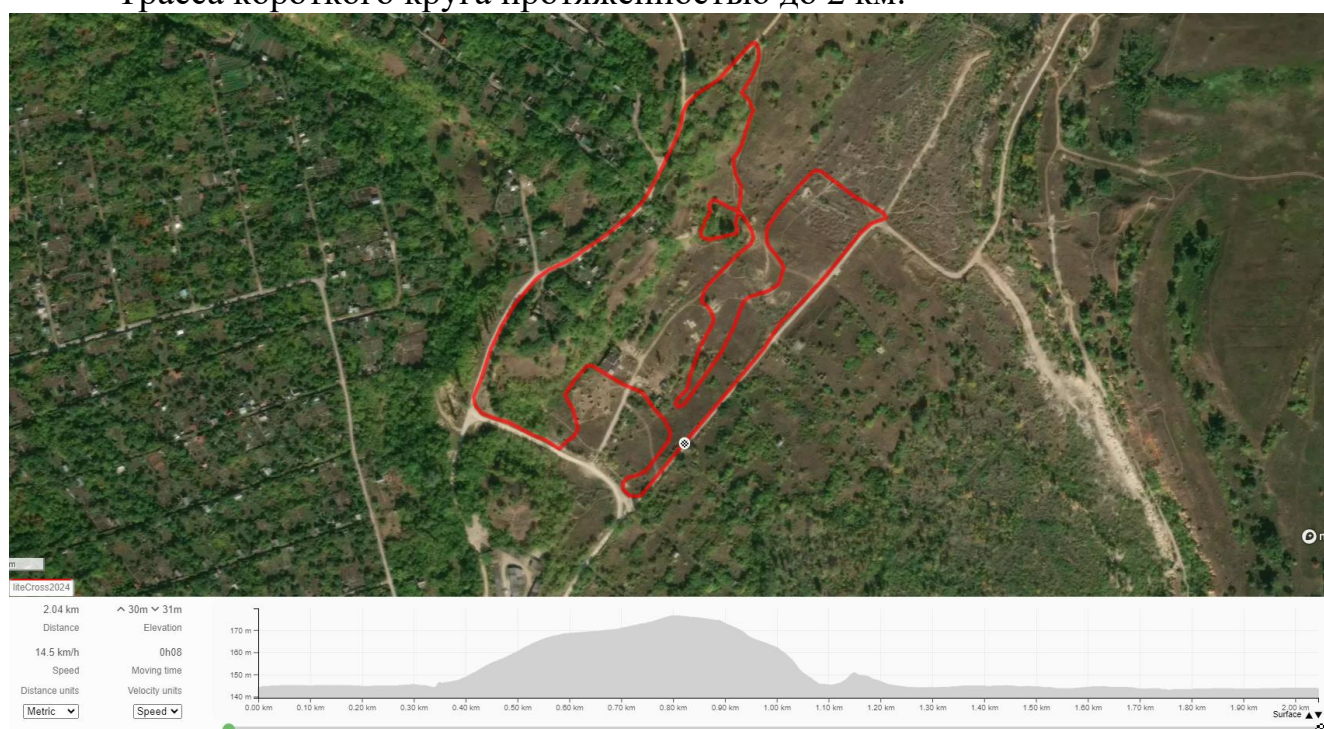 Трасса короткого круга протяженностью до 2 км.
m
liteCross2024
2.04 km
Distance
30m 31m
Elevation
14.5 km/h
Speed
0h08
Moving time
Distance units
Velocity units
Metric
Speed
170 m
160 m
150 m
140 m
0.00 km 0.10 km 0.20 km 0.30 km 0.40 km 0.50 km 0.60 km 0.70 km 0.80 km 0.90 km 1.00 km 1.10 km 1.20 km 1.30 km 1.40 km 1.50 km 1.60 km 1.70 km 1.80 km 1.90 km 2.00 km
Surface ▲▼